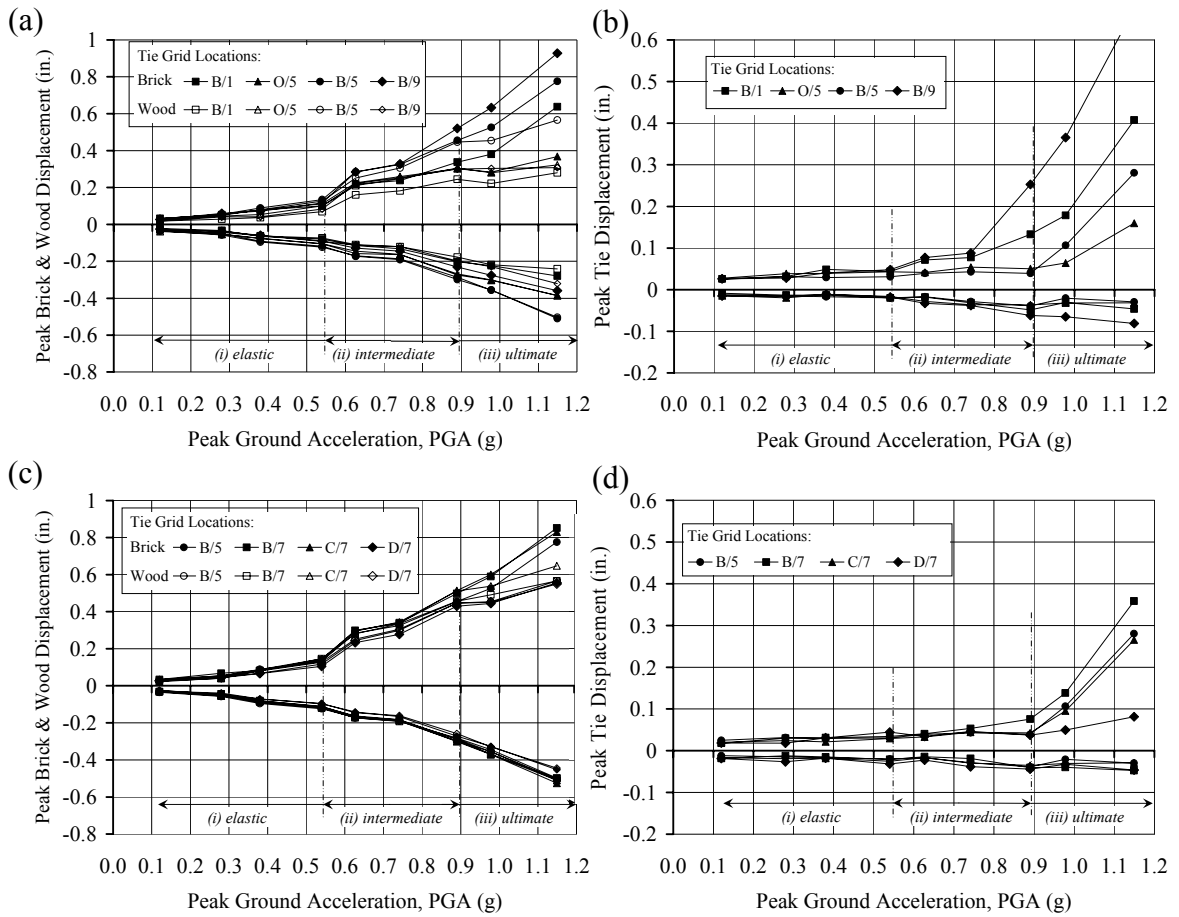 (a)
Peak Brick & Wood Displacement (in.)
1
0.8
0.6
0.4
0.2
0
-0.2
-0.4
-0.6
-0.8
Tie Grid Locations:
Brick B/1 O/5 B/5 B/9
Wood B/1 O/5 B/5 B/9
(i) elastic (ii) intermediate (iii) ultimate
0.0 0.1 0.2 0.3 0.4 0.5 0.6 0.7 0.8 0.9 1.0 1.1 1.2
Peak Ground Acceleration, PGA (g)
(b)
Peak Tie Displacement (in.)
0.6
0.5
0.4
0.3
0.2
0.1
0
-0.1
-0.2
Tie Grid Locations:
B/1 O/5 B/5 B/9
(i) elastic (ii) intermediate (iii) ultimate
0.0 0.1 0.2 0.3 0.4 0.5 0.6 0.7 0.8 0.9 1.0 1.1 1.2
Peak Ground Acceleration, PGA (g)
(c)
Peak Brick & Wood Displacement (in.)
1
0.8
0.6
0.4
0.2
0
-0.2
-0.4
-0.6
-0.8
Tie Grid Locations:
Brick B/5 B/7 C/7 D/7
Wood B/5 B/7 C/7 D/7
(i) elastic (ii) intermediate (iii) ultimate
0.0 0.1 0.2 0.3 0.4 0.5 0.6 0.7 0.8 0.9 1.0 1.1 1.2
Peak Ground Acceleration, PGA (g)
(d)
Peak Tie Displacement (in.)
0.6
0.5
0.4
0.3
0.2
0.1
0
-0.1
-0.2
Tie Grid Locations:
B/5 B/7 C/7 D/7
(i) elastic (ii) intermediate (iii) ultimate
0.0 0.1 0.2 0.3 0.4 0.5 0.6 0.7 0.8 0.9 1.0 1.1 1.2
Peak Ground Acceleration, PGA (g)